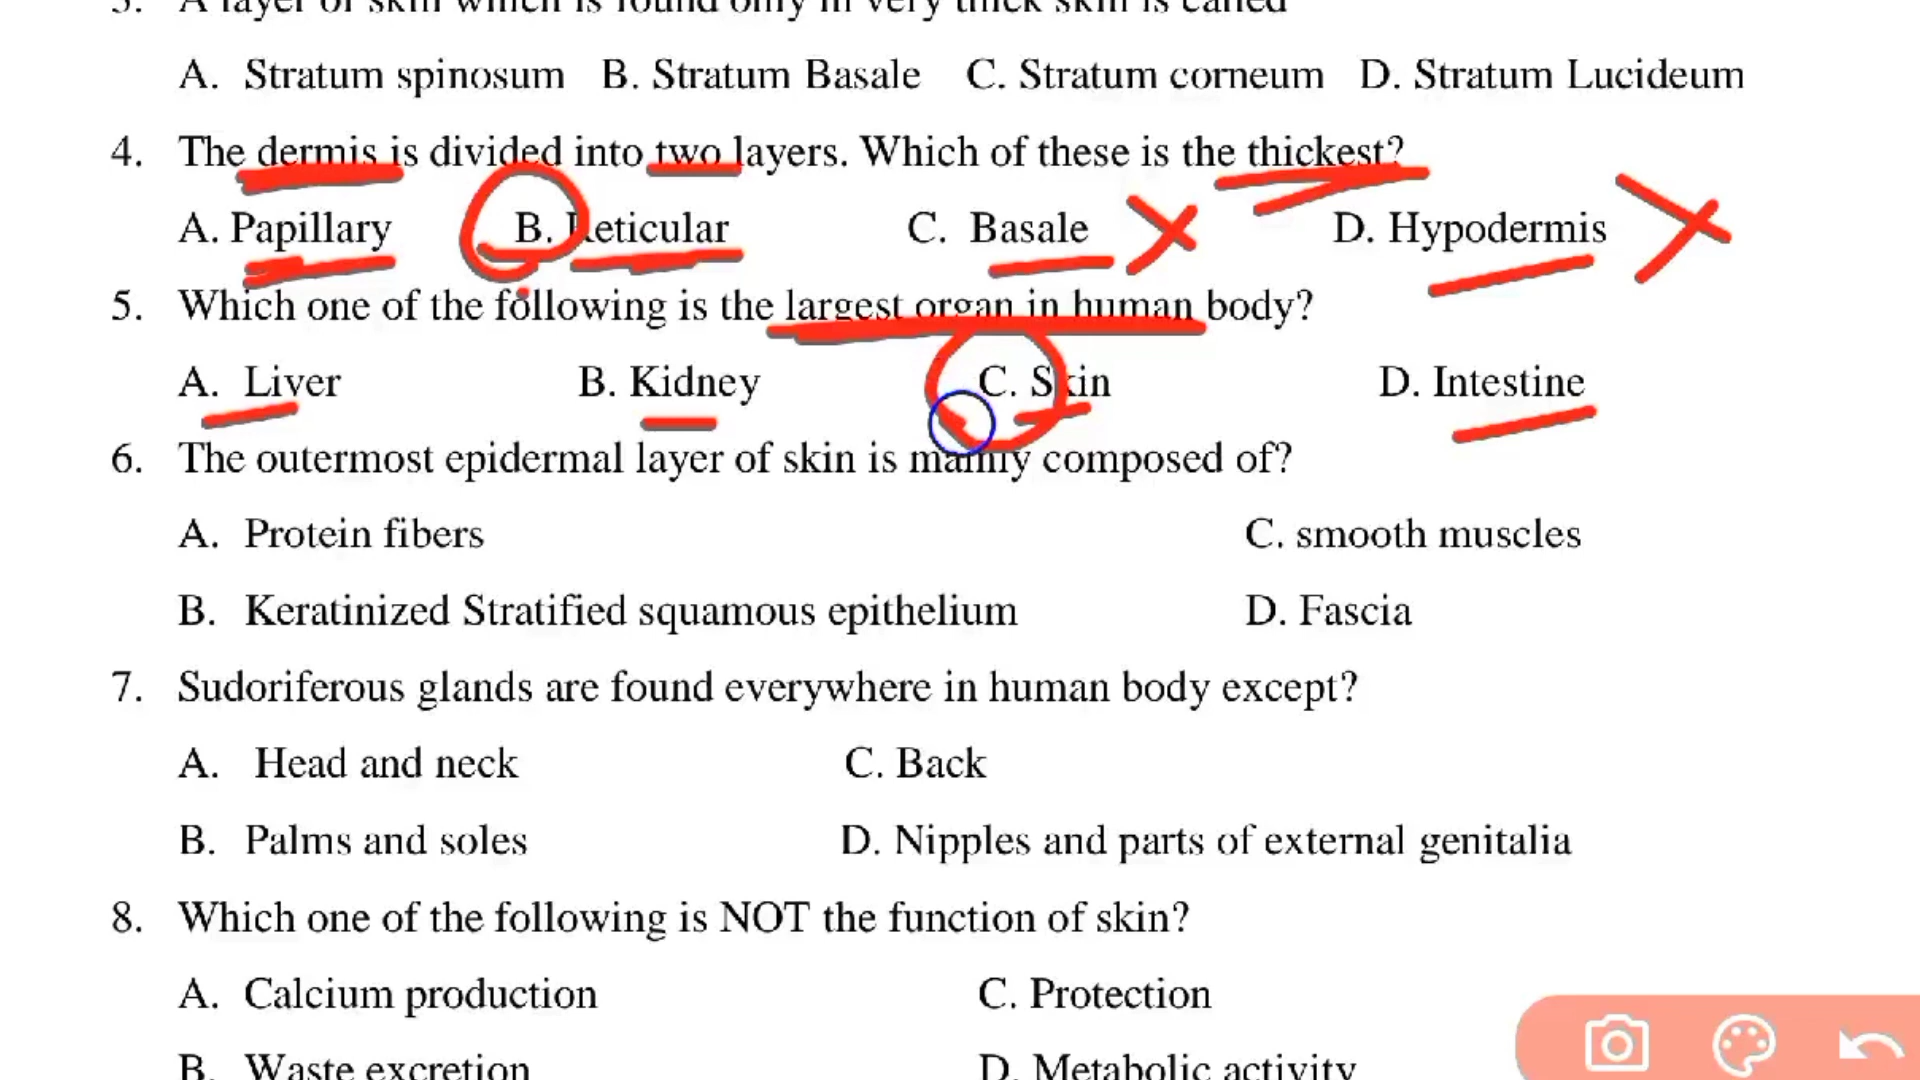 3. A layer of skin which is found only in very thick skin is called
A. Stratum spinosum B. Stratum Basale C. Stratum corneum D. Stratum Lucideum
4. The dermis is divided into two layers. Which of these is the thickest?
A. Papillary B. Reticular C. Basale D. Hypodermis
5. Which one of the following is the largest organ in human body?
A. Liver B. Kidney C. Skin D. Intestine
6. The outermost epidermal layer of skin is mainly composed of?
A. Protein fibers C. smooth muscles
B. Keratinized Stratified squamous epithelium D. Fascia
7. Sudoriferous glands are found everywhere in human body except?
A. Head and neck C. Back
B. Palms and soles D. Nipples and parts of external genitalia
8. Which one of the following is NOT the function of skin?
A. Calcium production C. Protection
B. Waste excretion D. Metabolic activity